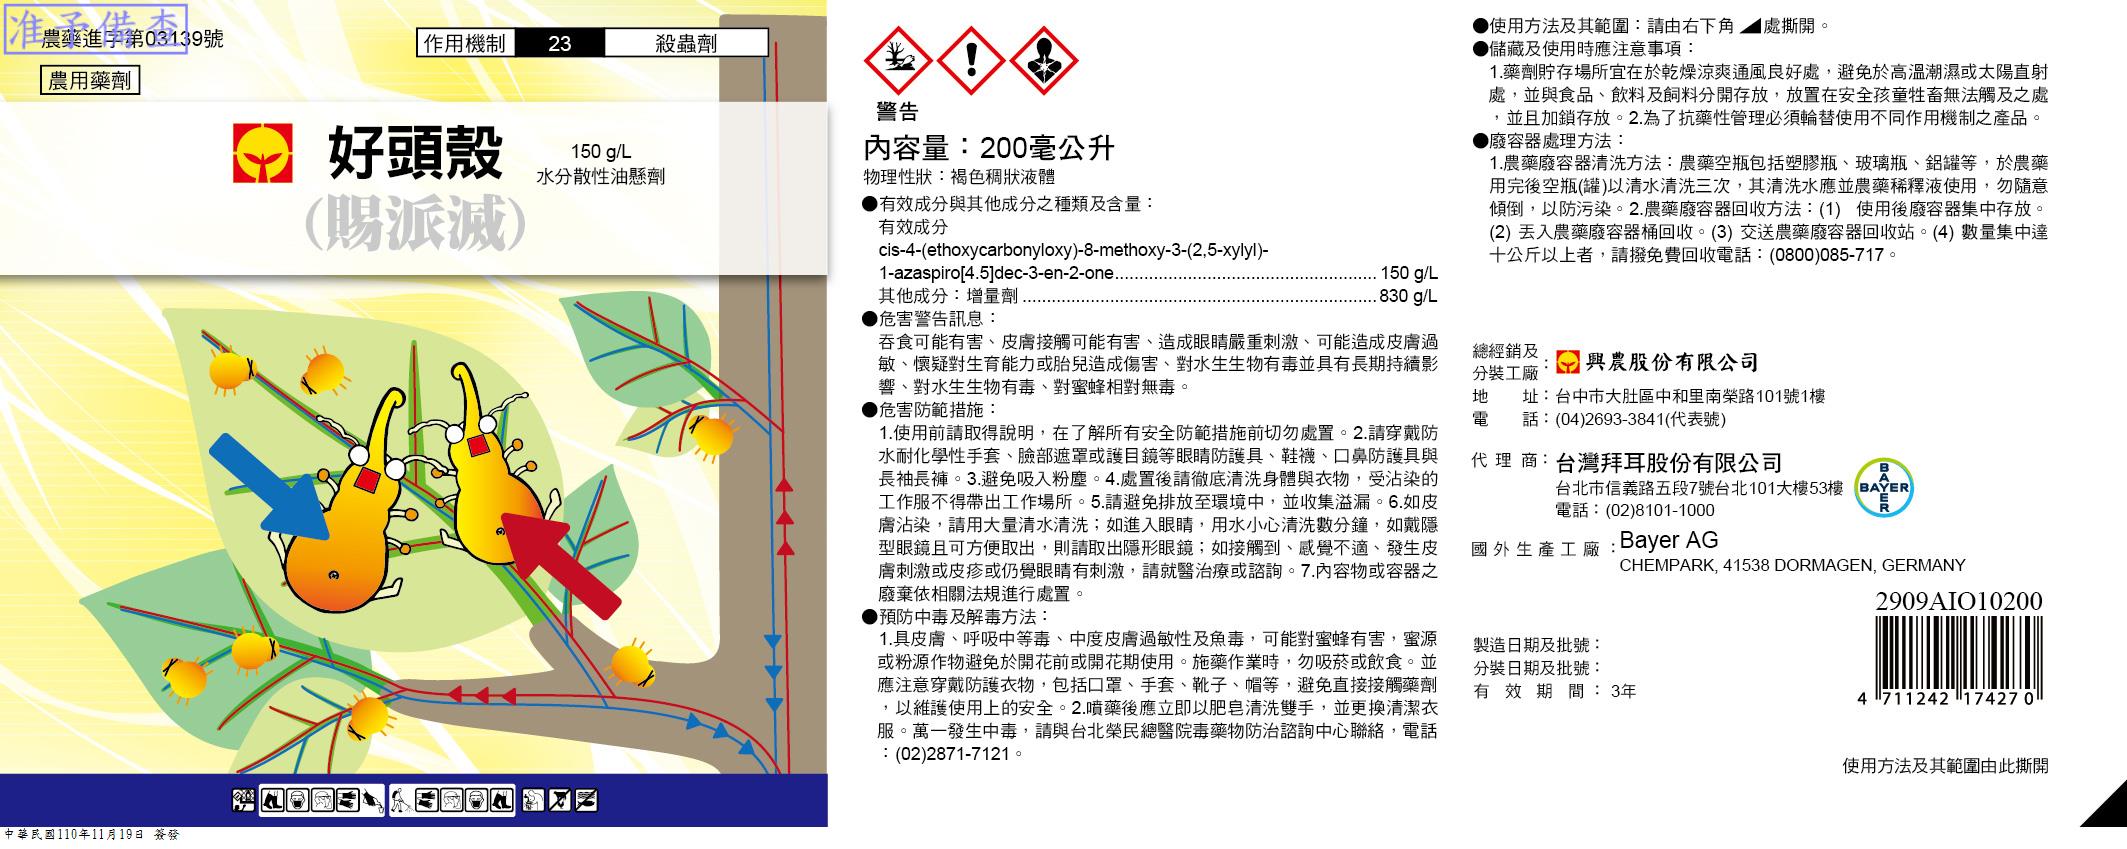 准予備查
農藥進字第03139號
農用藥劑
作用機制 23 殺蟲劑
好頭殼
150 g/L
水分散性油懸劑
(賜派滅)
中華民國110年11月19日 簽發
警告
內容量：200毫公升
物理性狀：褐色稠狀液體
●有效成分與其他成分之種類及含量：
有效成分
cis-4-(ethoxycarbonyloxy)-8-methoxy-3-(2,5-xylyl)-
1-azaspiro[4.5]dec-3-en-2-one...................................................... 150 g/L
其他成分：增量劑 ......................................................................... 830 g/L
●危害警告訊息：
吞食可能有害、皮膚接觸可能有害、造成眼睛嚴重刺激、可能造成皮膚過
敏、懷疑對生育能力或胎兒造成傷害、對水生生物有毒並具有長期持續影
響、對水生生物有毒、對蜜蜂相對無毒。
●危害防範措施：
1.使用前請取得說明，在了解所有安全防範措施前切勿處置。2.請穿戴防
水耐化學性手套、臉部遮罩或護目鏡等眼睛防護具、鞋襪、口鼻防護具與
長袖長褲。3.避免吸入粉塵。4.處置後請徹底清洗身體與衣物，受沾染的
工作服不得帶出工作場所。5.請避免排放至環境中，並收集溢漏。6.如皮
膚沾染，請用大量清水清洗；如進入眼睛，用水小心清洗數分鐘，如戴隱
型眼鏡且可方便取出，則請取出隱形眼鏡；如接觸到、感覺不適、發生皮
膚刺激或皮疹或仍覺眼睛有刺激，請就醫治療或諮詢。7.內容物或容器之
廢棄依相關法規進行處置。
●預防中毒及解毒方法：
1.具皮膚、呼吸中等毒、中度皮膚過敏性及魚毒，可能對蜜蜂有害，蜜源
或粉源作物避免於開花前或開花期使用。施藥作業時，勿吸菸或飲食。並
應注意穿戴防護衣物，包括口罩、手套、靴子、帽等，避免直接接觸藥劑
，以維護使用上的安全。2.噴藥後應立即以肥皂清洗雙手，並更換清潔衣
服。萬一發生中毒，請與台北榮民總醫院毒藥物防治諮詢中心聯絡，電話
：(02)2871-7121。
●使用方法及其範圍：請由右下角◢處撕開。
●儲藏及使用時應注意事項：
1.藥劑貯存場所宜在於乾燥涼爽通風良好處，避免於高溫潮濕或太陽直射
處，並與食品、飲料及飼料分開存放，放置在安全孩童牲畜無法觸及之處
，並且加鎖存放。2.為了抗藥性管理必須輪替使用不同作用機制之產品。
●廢容器處理方法：
1.農藥廢容器清洗方法：農藥空瓶包括塑膠瓶、玻璃瓶、鋁罐等，於農藥
用完後空瓶(罐)以清水清洗三次，其清洗水應並農藥稀釋液使用，勿隨意
傾倒，以防污染。2.農藥廢容器回收方法：(1) 使用後廢容器集中存放。
(2) 丟入農藥廢容器桶回收。(3) 交送農藥廢容器回收站。(4) 數量集中達
十公斤以上者，請撥免費回收電話：(0800)085-717。
總經銷及
分裝工廠：興農股份有限公司
地 址：台中市大肚區中和里南榮路101號1樓
電 話：(04)2693-3841(代表號)
代理商：台灣拜耳股份有限公司
台北市信義路五段7號台北101大樓53樓
電話：(02)8101-1000
BAYER
BAYER
國外生產工廠：Bayer AG
CHEMPARK, 41538 DORMAGEN, GERMANY
2909AIO10200
4 711242 174270
製造日期及批號：
分裝日期及批號：
有效期間：3年
使用方法及其範圍由此撕開